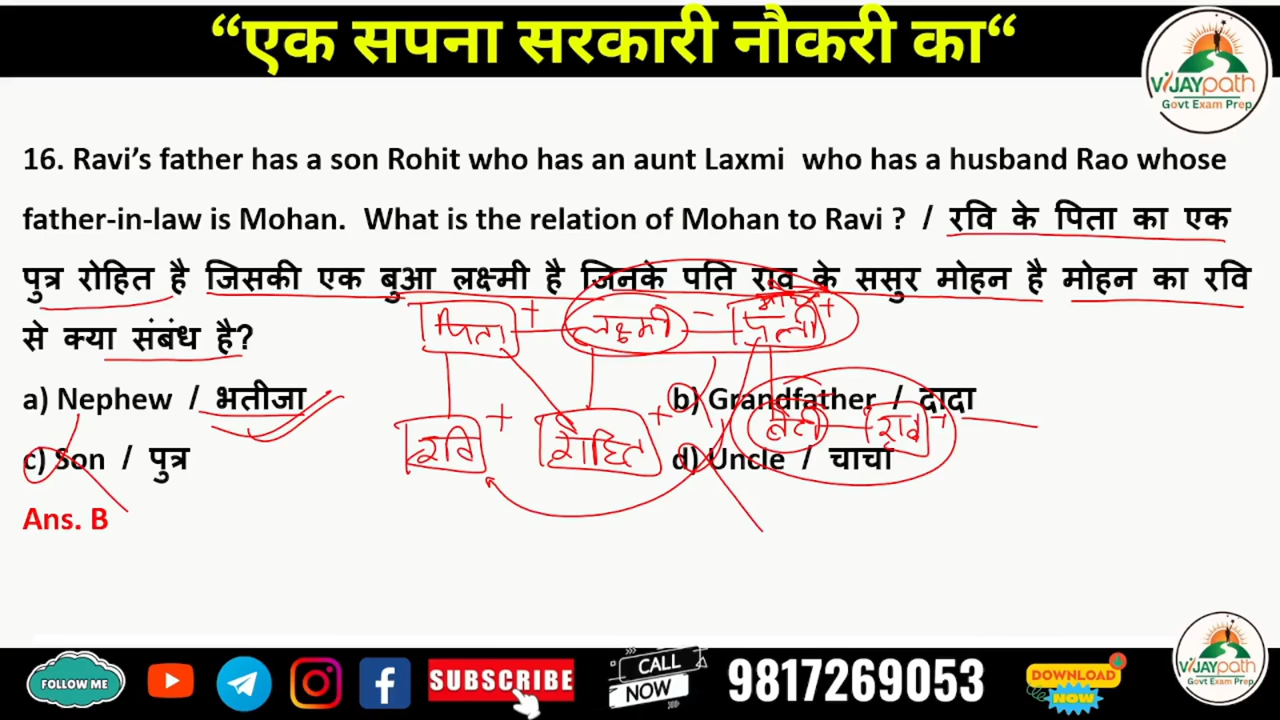 “एक सपना सरकारी नौकरी का“
ViJAYpath
Govt Exam Prep
16. Ravi’s father has a son Rohit who has an aunt Laxmi who has a husband Rao whose
father-in-law is Mohan. What is the relation of Mohan to Ravi ? / रवि के पिता का एक
पुत्र रोहित है जिसकी एक बुआ लक्ष्मी है जिनके पति राव के ससुर मोहन है मोहन का रवि
से क्या संबंध है?
पिता + लक्ष्मी -
a) Nephew / भतीजा
b) Grandfather / दादा
रवि + रोहित + बेटी राव +
c) Son / पुत्र
d) Uncle / चाचा
Ans. B
ViJAYpath
Govt Exam Prep
FOLLOW ME
SUBSCRIBE
CALL
NOW
9817269053
DOWNLOAD
NOW